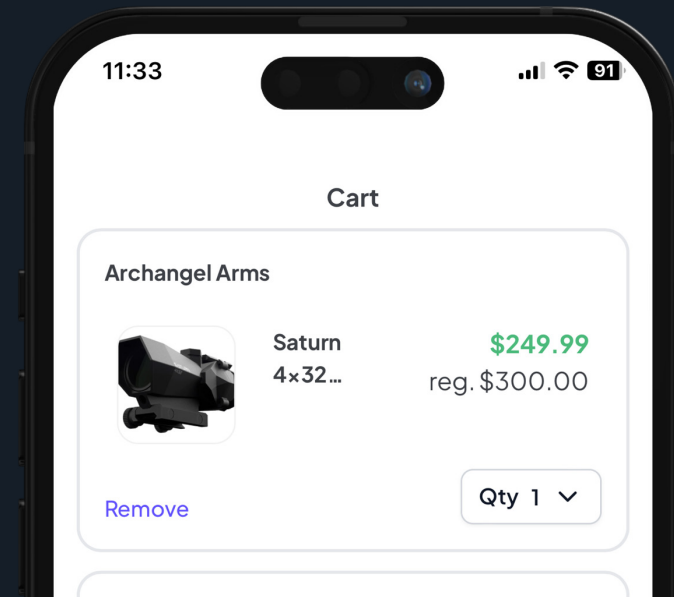 11:33
91
Cart
Archangel Arms
Saturn
4×32...
$249.99
reg. $300.00
Remove
Qty 1